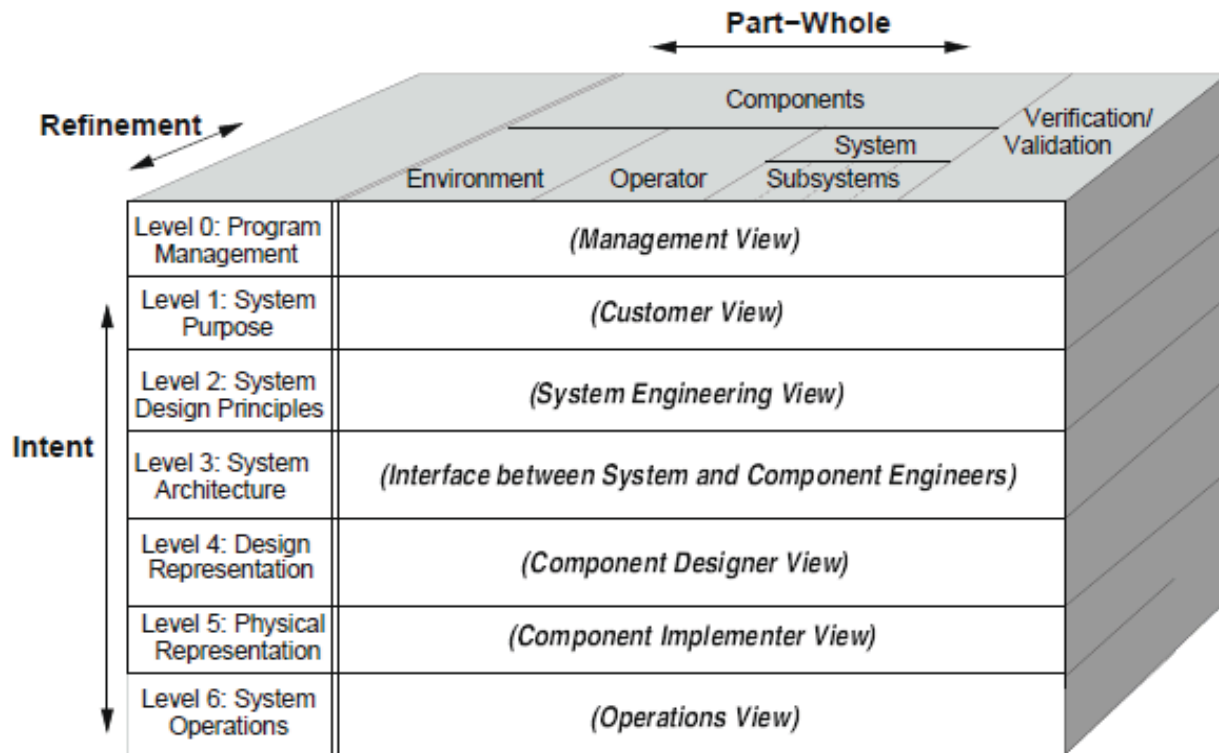 Part–Whole
Refinement
Components
Verification/
Validation
System
Environment
Operator
Subsystems
Level 0: Program
Management
(Management View)
Level 1: System
Purpose
(Customer View)
Level 2: System
Design Principles
(System Engineering View)
Intent
Level 3: System
Architecture
(Interface between System and Component Engineers)
Level 4: Design
Representation
(Component Designer View)
Level 5: Physical
Representation
(Component Implementer View)
Level 6: System
Operations
(Operations View)